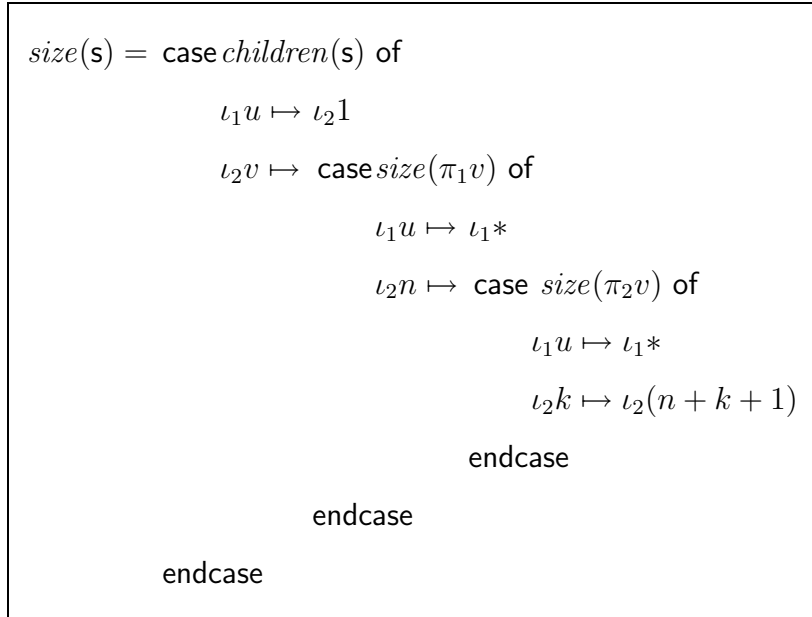 size(s) = case children(s) of
ι₁u ↦ ι₂1
ι₂v ↦ case size(π₁v) of
ι₁u ↦ ι₁*
ι₂n ↦ case size(π₂v) of
ι₁u ↦ ι₁*
ι₂k ↦ ι₂(n + k + 1)
endcase
endcase
endcase